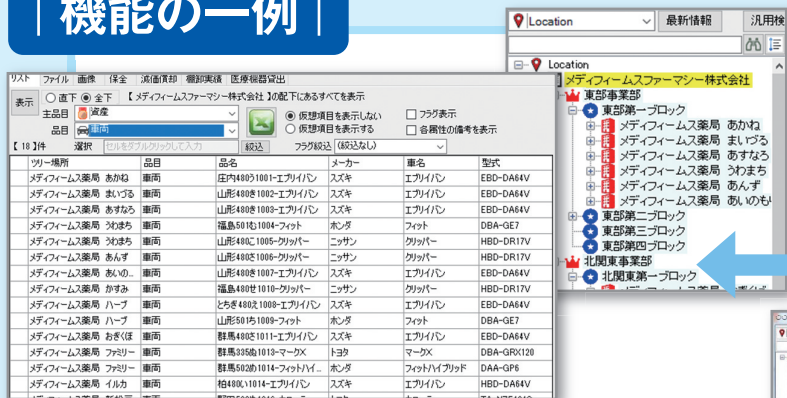 機能の一例
Location
最新情報
汎用検
Location
メディフィームスファーマシー株式会社
東部事業部
東部第一ブロック
メディフィームス薬局 あかね
メディフィームス薬局 まいづる
メディフィームス薬局 あすなろ
メディフィームス薬局 うわまち
メディフィームス薬局 あんず
メディフィームス薬局 あいのも
東部第二ブロック
東部第三ブロック
東部第四ブロック
北関東事業部
北関東第一ブロック
リスト ファイル 画像 保全 減価償却 棚卸実績 医療機器貸出
表示 直下 全下 【 メディフィームスファーマシー株式会社 】の配下にあるすべてを表示
主品目 資産 仮想項目を表示しない フラグ表示
品目 車両 仮想項目を表示する 各属性の備考を表示
【 18 】件 選択 セルをダブルクリックして入力 絞込 フラグ絞込 (絞込なし)
ツリー場所 品目 品名 メーカー 車名 型式
メディフィームス薬局 あかね 車両 庄内480う1001-エブリイバン スズキ エブリイバン EBD-DA64V
メディフィームス薬局 まいづる 車両 山形480き1002-エブリイバン スズキ エブリイバン EBD-DA64V
メディフィームス薬局 あすなろ 車両 山形480き1003-エブリイバン スズキ エブリイバン EBD-DA64V
メディフィームス薬局 うわまち 車両 福島501も1004-フィット ホンダ フィット DBA-GE7
メディフィームス薬局 うわまち 車両 山形480こ1005-クリッパー ニッサン クリッパー HBD-DR17V
メディフィームス薬局 あんず 車両 山形480き1006-クリッパー ニッサン クリッパー HBD-DR17V
メディフィームス薬局 あいの... 車両 山形480き1007-エブリイバン スズキ エブリイバン EBD-DA64V
メディフィームス薬局 かすみ 車両 福島480せ1010-クリッパー ニッサン クリッパー HBD-DR17V
メディフィームス薬局 ハーブ 車両 とちぎ480え1008-エブリイバン スズキ エブリイバン EBD-DA64V
メディフィームス薬局 ハーブ 車両 山形501ち1009-フィット ホンダ フィット DBA-GE7
メディフィームス薬局 おぎくぼ 車両 群馬480さ1011-エブリイバン スズキ エブリイバン EBD-DA64V
メディフィームス薬局 ファミリー 車両 群馬335ぬ1013-マークX トヨタ マークX DBA-GRX120
メディフィームス薬局 ファミリー 車両 群馬502め1014-フィットハイ... ホンダ フィットハイブリッド DAA-GP6
メディフィームス薬局 イルカ 車両 柏480い1014-エブリイバン スズキ エブリイバン HBD-DA64V